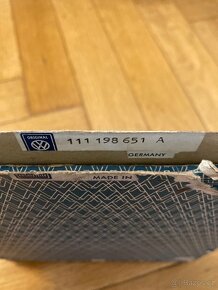 ORIGINAL
111 198 651 A
GERMANY
MADE IN